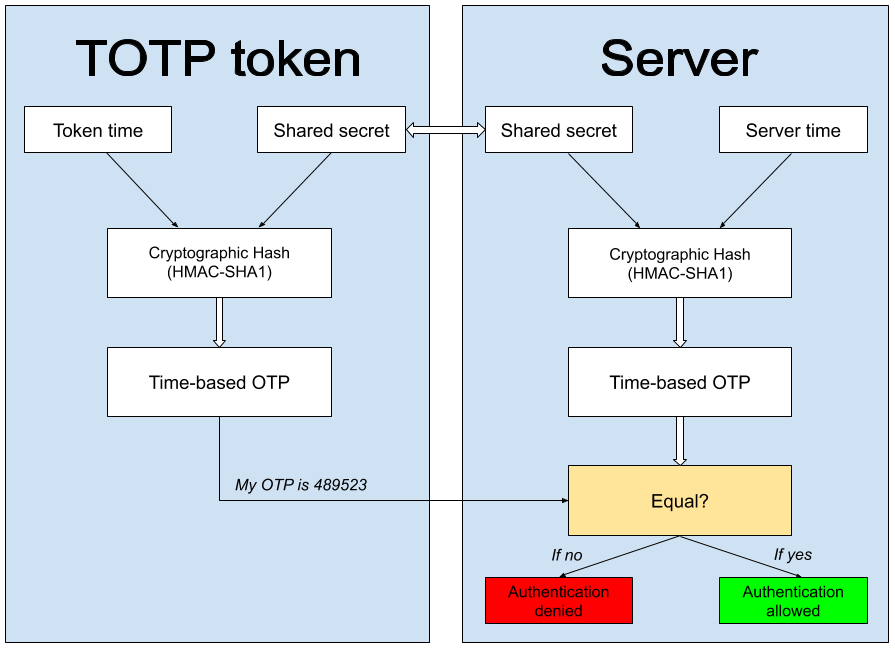 TOTP token
Token time
Shared secret
Cryptographic Hash
(HMAC-SHA1)
Time-based OTP
My OTP is 489523
Server
Shared secret
Server time
Cryptographic Hash
(HMAC-SHA1)
Time-based OTP
Equal?
If no
If yes
Authentication
denied
Authentication
allowed